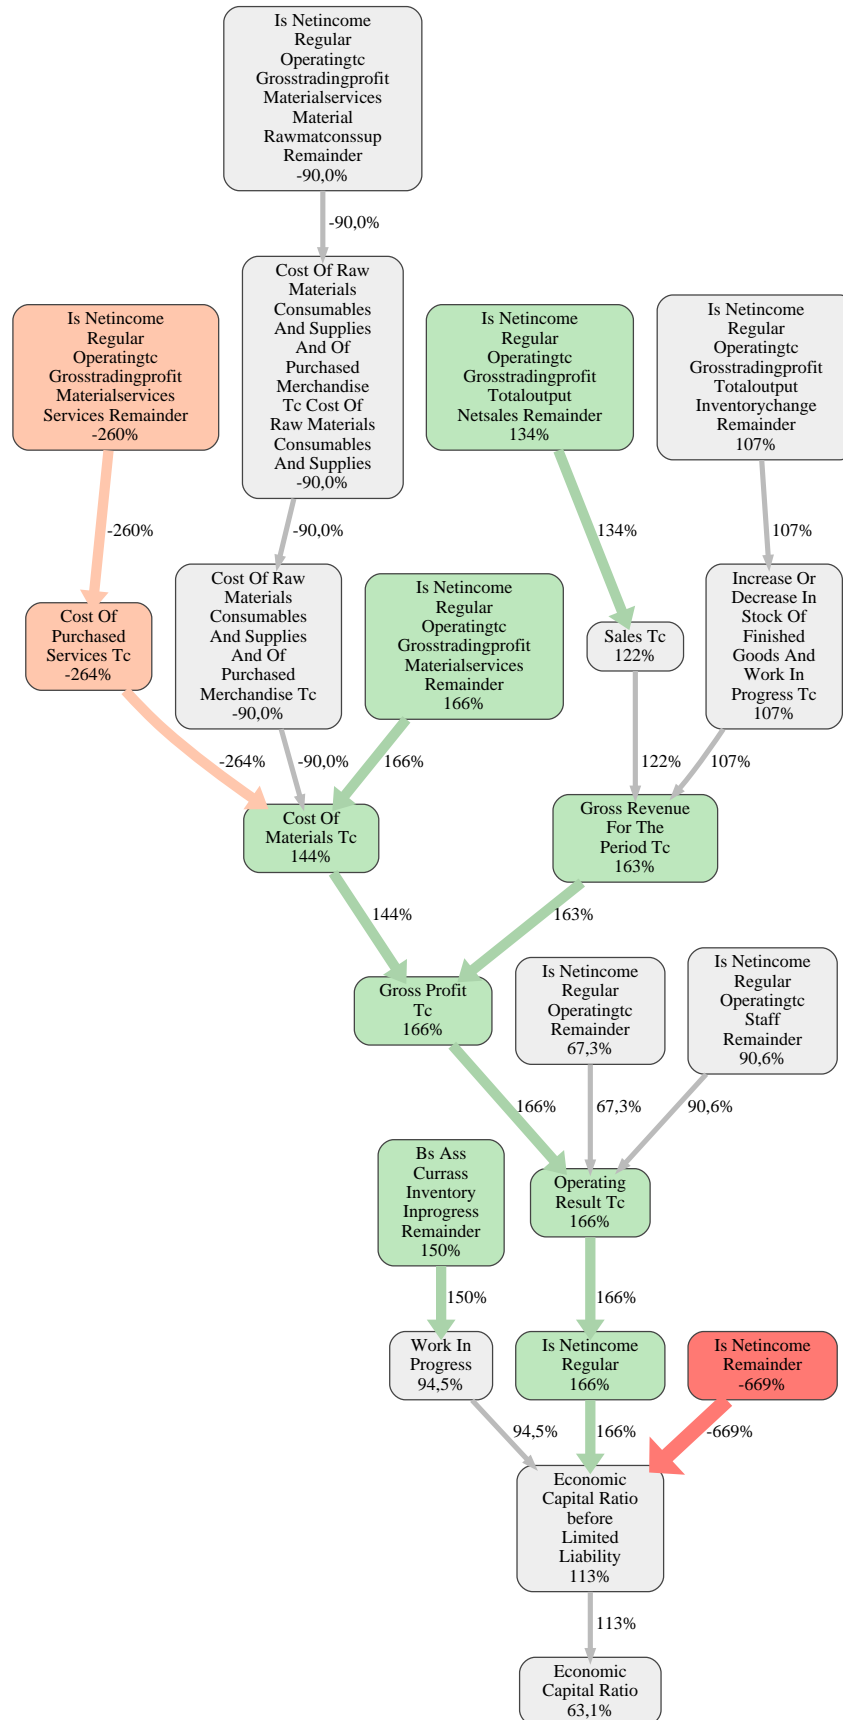 Is Netincome
Regular
Operatingtc
Grosstradingprofit
Materialservices
Material
Rawmatconssup
Remainder
-90,0%
-90,0%
Cost Of Raw
Materials
Consumables
And Supplies
And Of
Purchased
Merchandise
Tc Cost Of
Raw Materials
Consumables
And Supplies
-90,0%
Is Netincome
Regular
Operatingtc
Grosstradingprofit
Materialservices
Services Remainder
-260%
Is Netincome
Regular
Operatingtc
Grosstradingprofit
Totaloutput
Netsales Remainder
134%
Is Netincome
Regular
Operatingtc
Grosstradingprofit
Totaloutput
Inventorychange
Remainder
107%
-260%
-90,0%
134%
107%
Cost Of
Purchased
Services Tc
-264%
Cost Of Raw
Materials
Consumables
And Supplies
And Of
Purchased
Merchandise Tc
-90,0%
Is Netincome
Regular
Operatingtc
Grosstradingprofit
Materialservices
Remainder
166%
Sales Tc
122%
Increase Or
Decrease In
Stock Of
Finished
Goods And
Work In
Progress Tc
107%
-264%
-90,0%
166%
122%
107%
Cost Of
Materials Tc
144%
Gross Revenue
For The
Period Tc
163%
144%
163%
Gross Profit
Tc
166%
Is Netincome
Regular
Operatingtc
Remainder
67,3%
Is Netincome
Regular
Operatingtc
Staff
Remainder
90,6%
166%
67,3%
90,6%
Bs Ass
Currass
Inventory
Inprogress
Remainder
150%
Operating
Result Tc
166%
150%
166%
Work In
Progress
94,5%
Is Netincome
Regular
166%
Is Netincome
Remainder
-669%
94,5%
166%
-669%
Economic
Capital Ratio
before
Limited
Liability
113%
113%
Economic
Capital Ratio
63,1%